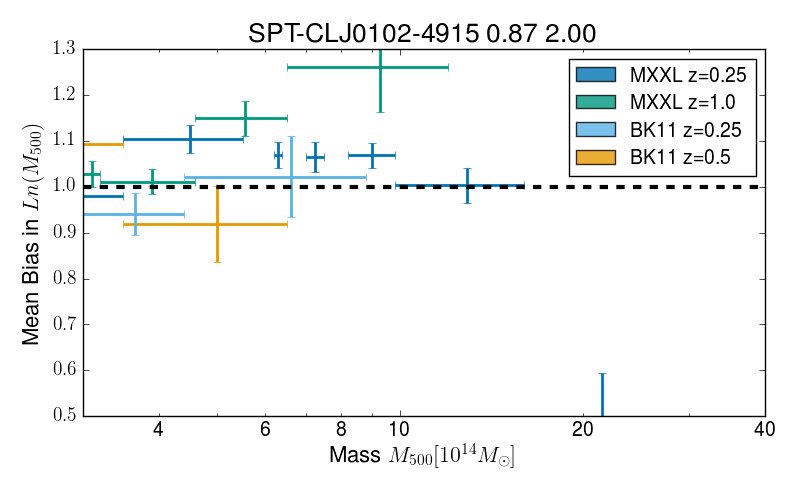 SPT-CLJ0102-4915 0.87 2.00
1.3
1.2
1.1
1.0
0.9
0.8
0.7
0.6
0.5
Mean Bias in Ln(M₅₀₀)
MXXL z=0.25
MXXL z=1.0
BK11 z=0.25
BK11 z=0.5
4 6 8 10 20 40
Mass M₅₀₀[10¹⁴M☉]